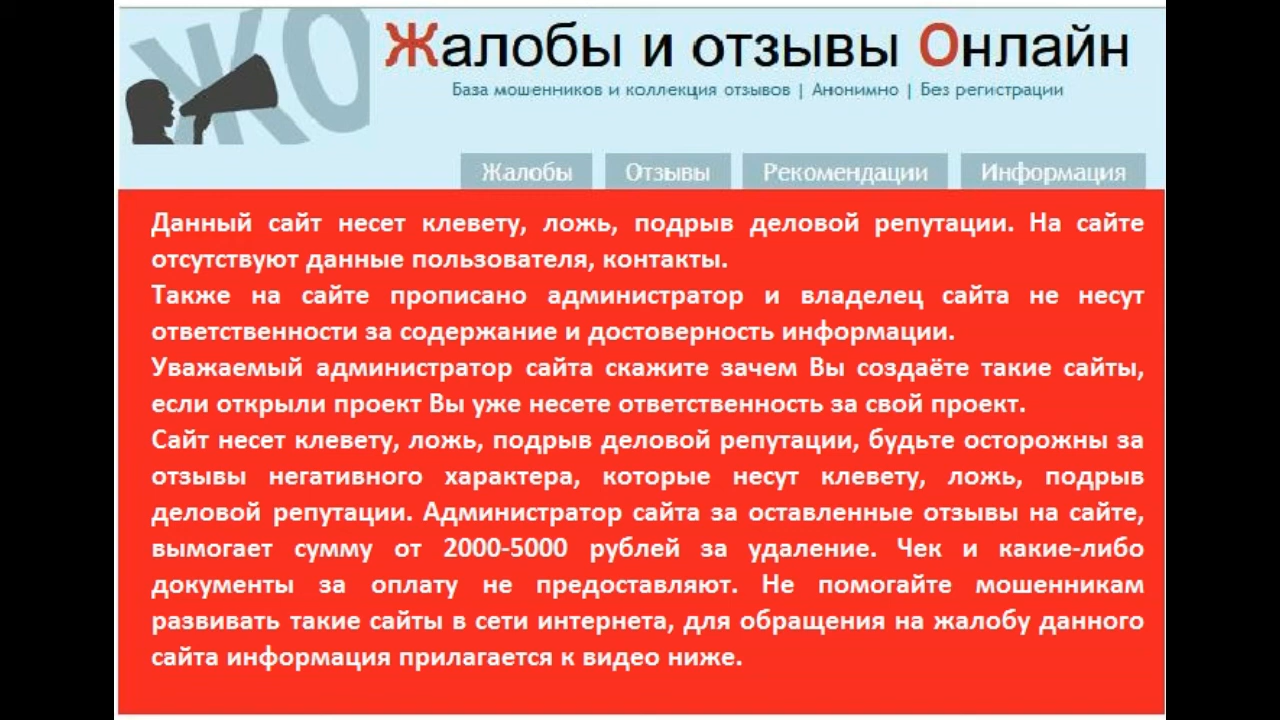 Жалобы и отзывы Онлайн
База мошенников и коллекция отзывов | Анонимно | Без регистрации
Жалобы Отзывы Рекомендации Информация
Данный сайт несет клевету, ложь, подрыв деловой репутации. На сайте
отсутствуют данные пользователя, контакты.
Также на сайте прописано администратор и владелец сайта не несут
ответственности за содержание и достоверность информации.
Уважаемый администратор сайта скажите зачем Вы создаёте такие сайты,
если открыли проект Вы уже несете ответственность за свой проект.
Сайт несет клевету, ложь, подрыв деловой репутации, будьте осторожны за
отзывы негативного характера, которые несут клевету, ложь, подрыв
деловой репутации. Администратор сайта за оставленные отзывы на сайте,
вымогает сумму от 2000-5000 рублей за удаление. Чек и какие-либо
документы за оплату не предоставляют. Не помогайте мошенникам
развивать такие сайты в сети интернета, для обращения на жалобу данного
сайта информация прилагается к видео ниже.